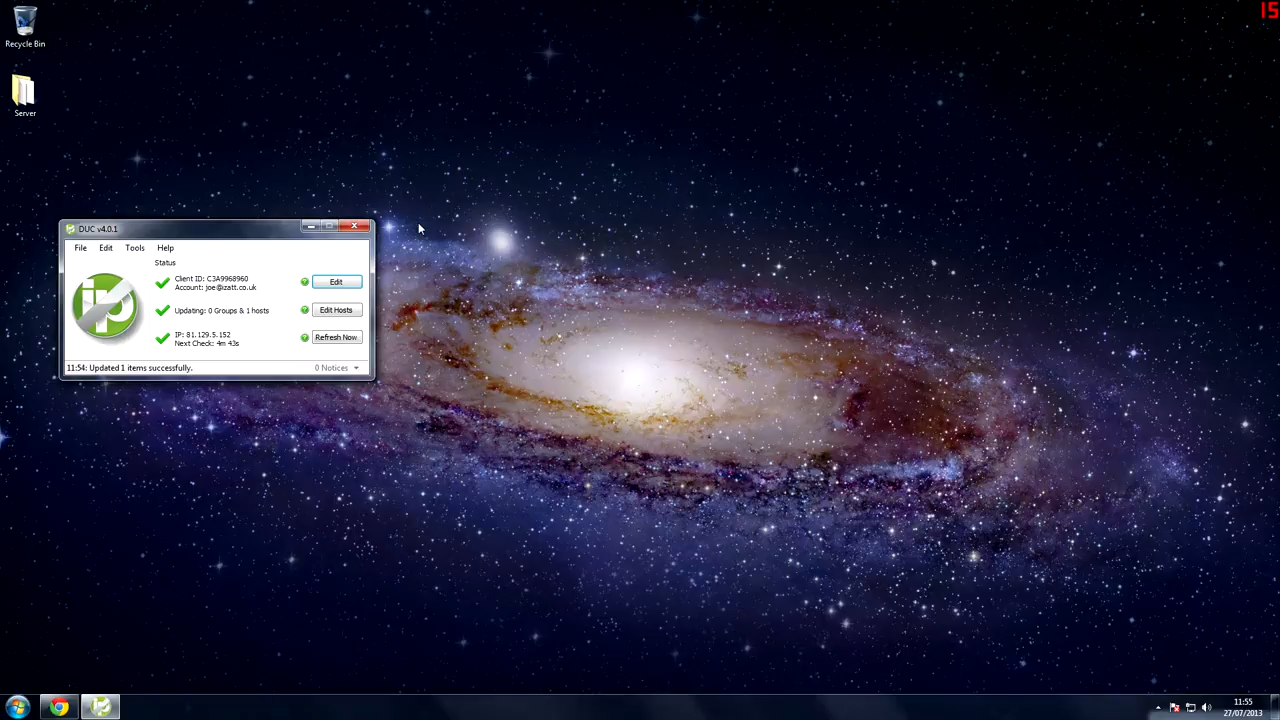 15
Recycle Bin
Server
DUC v4.0.1
File Edit Tools Help
Status
Client ID: C3A9968960
Account: joe@izatt.co.uk
Edit
Updating: 0 Groups & 1 hosts
Edit Hosts
IP: 81.129.5.152
Next Check: 4m 43s
Refresh Now
11:54: Updated 1 items successfully.
0 Notices
ip
11:55
27/07/2013